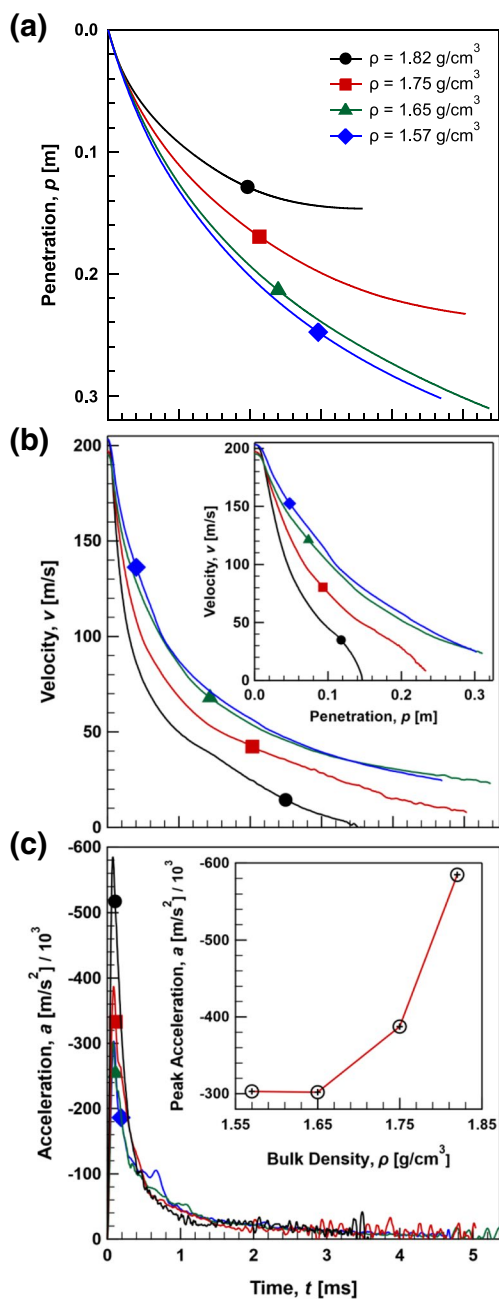 (a)
0.0
0.1
0.2
0.3
Penetration, p [m]
ρ = 1.82 g/cm³
ρ = 1.75 g/cm³
ρ = 1.65 g/cm³
ρ = 1.57 g/cm³
(b)
200
150
100
50
0
Velocity, v [m/s]
200
150
100
50
0
Velocity, v [m/s]
0.0 0.1 0.2 0.3
Penetration, p [m]
(c)
-600
-500
-400
-300
-200
-100
0
Acceleration, a [m/s²] / 10³
-600
-500
-400
-300
Peak Acceleration, a [m/s²] / 10³
1.55 1.65 1.75 1.85
Bulk Density, ρ [g/cm³]
0 1 2 3 4 5
Time, t [ms]